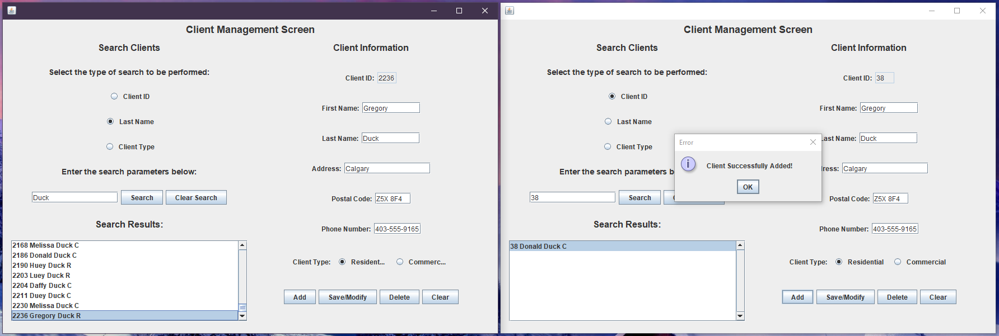 Client Management Screen
Search Clients
Client Information
Select the type of search to be performed:
Client ID: 2236
Client ID
First Name: Gregory
Last Name
Last Name: Duck
Client Type
Address: Calgary
Enter the search parameters below:
Duck Search Clear Search
Postal Code: Z5X 8F4
Search Results:
Phone Number: 403-555-9165
2168 Melissa Duck C
2186 Donald Duck C
2190 Huey Duck R
2203 Luey Duck R
2204 Daffy Duck C
2211 Duey Duck C
2230 Melissa Duck C
2236 Gregory Duck R
Client Type: Resident... Commerc...
Add Save/Modify Delete Clear
Client Management Screen
Search Clients
Client Information
Select the type of search to be performed:
Client ID: 38
Client ID
First Name: Gregory
Last Name
Last Name: Duck
Client Type
Error
Client Successfully Added!
OK
ress: Calgary
Enter the search parameters b
38 Search
Postal Code: Z5X 8F4
Search Results:
Phone Number: 403-555-9165
38 Donald Duck C
Client Type: Residential Commercial
Add Save/Modify Delete Clear